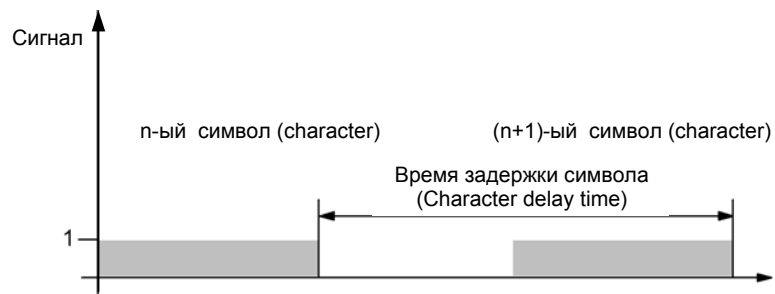 Сигнал
n-ый символ (character)
(n+1)-ый символ (character)
Время задержки символа
(Character delay time)
1